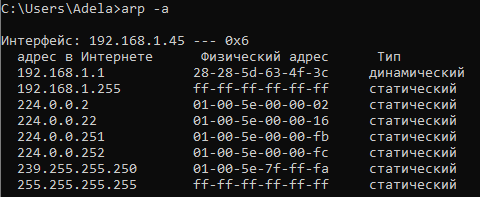 C:\Users\Adela>arp -a
Интерфейс: 192.168.1.45 --- 0x6
адрес в Интернете Физический адрес Тип
192.168.1.1 28-28-5d-63-4f-3c динамический
192.168.1.255 ff-ff-ff-ff-ff-ff статический
224.0.0.2 01-00-5e-00-00-02 статический
224.0.0.22 01-00-5e-00-00-16 статический
224.0.0.251 01-00-5e-00-00-fb статический
224.0.0.252 01-00-5e-00-00-fc статический
239.255.255.250 01-00-5e-7f-ff-fa статический
255.255.255.255 ff-ff-ff-ff-ff-ff статический